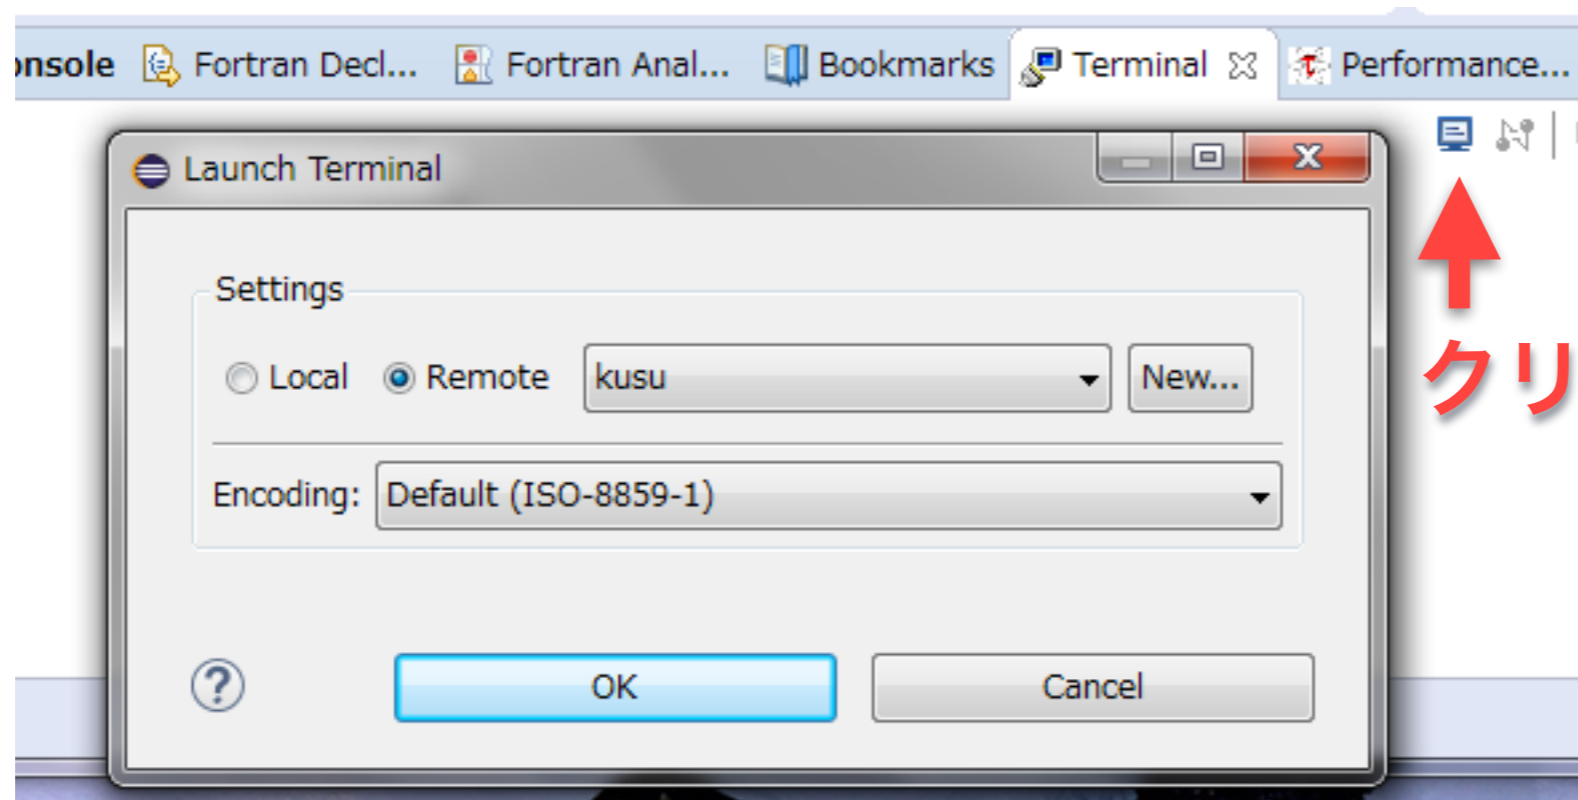 onsole Fortran Decl... Fortran Anal... Bookmarks Terminal Performance...
Launch Terminal
Settings
Local Remote kusu New...
クリ
Encoding: Default (ISO-8859-1)
OK Cancel